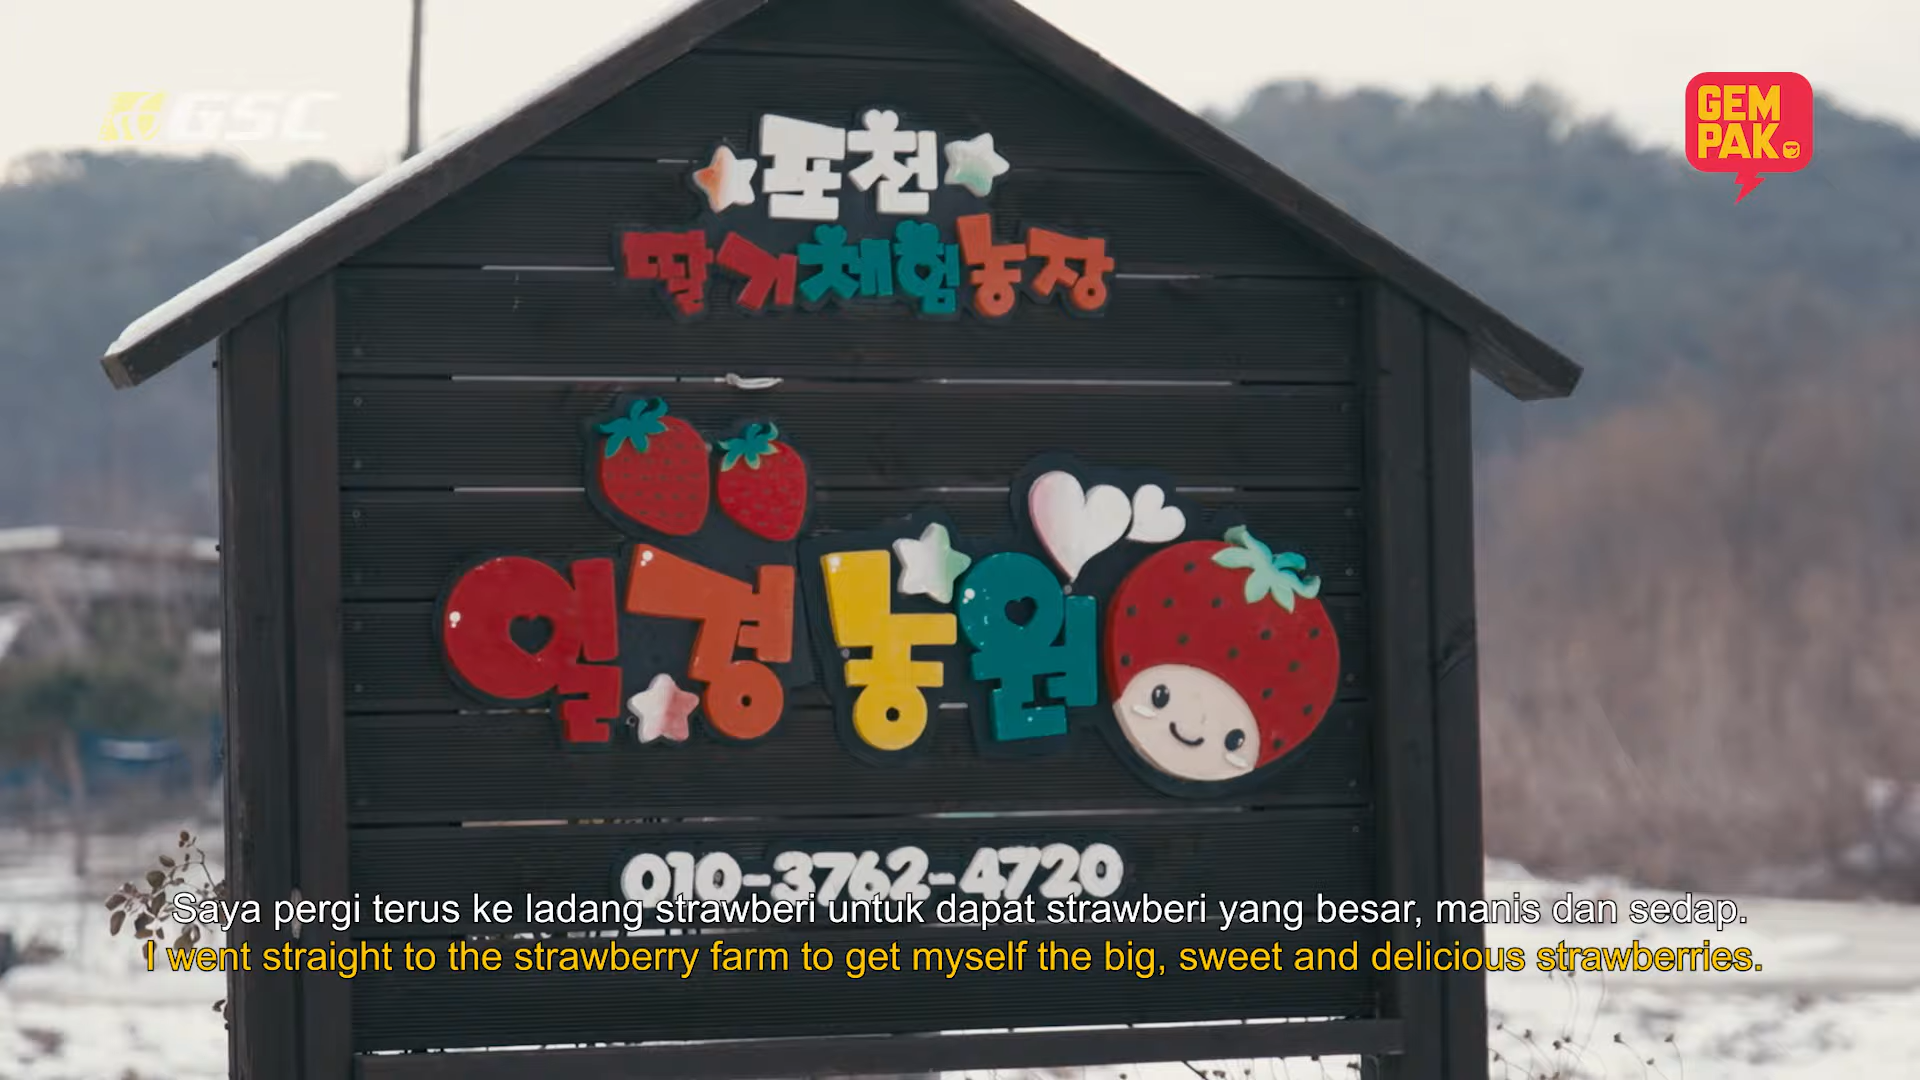 GSC
GEM
PAK
포천
딸기체험농장
일경농원
010-3762-4720
Saya pergi terus ke ladang strawberi untuk dapat strawberi yang besar, manis dan sedap.
I went straight to the strawberry farm to get myself the big, sweet and delicious strawberries.